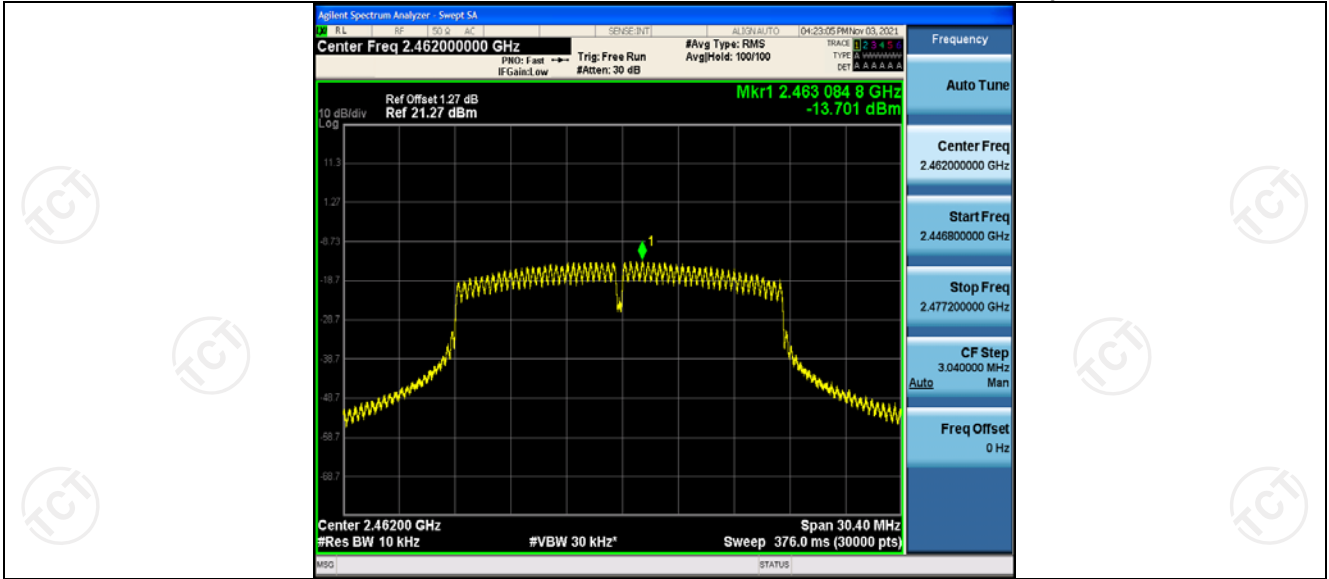 Agilent Spectrum Analyzer - Swept SA
RL RF 50 Ω AC SENSE:INT ALIGN AUTO 04:23:05 PM Nov 03, 2021
Center Freq 2.462000000 GHz
PNO: Fast
IFGain:Low
Trig: Free Run
#Atten: 30 dB
#Avg Type: RMS
Avg|Hold: 100/100
TRACE 1 2 3 4 5 6
TYPE A
DET A A A A A A
Mkr1 2.463 084 8 GHz
-13.701 dBm
Ref Offset 1.27 dB
10 dB/div Ref 21.27 dBm
Log
11.3
1.27
-8.73
-18.7
-28.7
-38.7
-48.7
-58.7
-68.7
1
Center 2.46200 GHz
Span 30.40 MHz
#Res BW 10 kHz
#VBW 30 kHz*
Sweep 376.0 ms (30000 pts)
MSG
STATUS
Frequency
Auto Tune
Center Freq
2.462000000 GHz
Start Freq
2.446800000 GHz
Stop Freq
2.477200000 GHz
CF Step
3.040000 MHz
Auto Man
Freq Offset
0 Hz
TCT
TCT
TCT
TCT
TCT
TCT